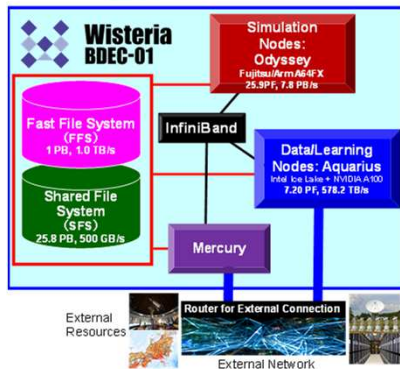 Wisteria
BDEC-01
Simulation
Nodes:
Odyssey
Fujitsu/Arm A64FX
25.9PF, 7.8 PB/s
Fast File System
(FFS)
1 PB, 1.0 TB/s
InfiniBand
Data/Learning
Nodes: Aquarius
Intel Ice Lake + NVIDIA A100
7.20 PF, 578.2 TB/s
Shared File
System
(SFS)
25.8 PB, 500 GB/s
Mercury
External
Resources
Router for External Connection
External Network